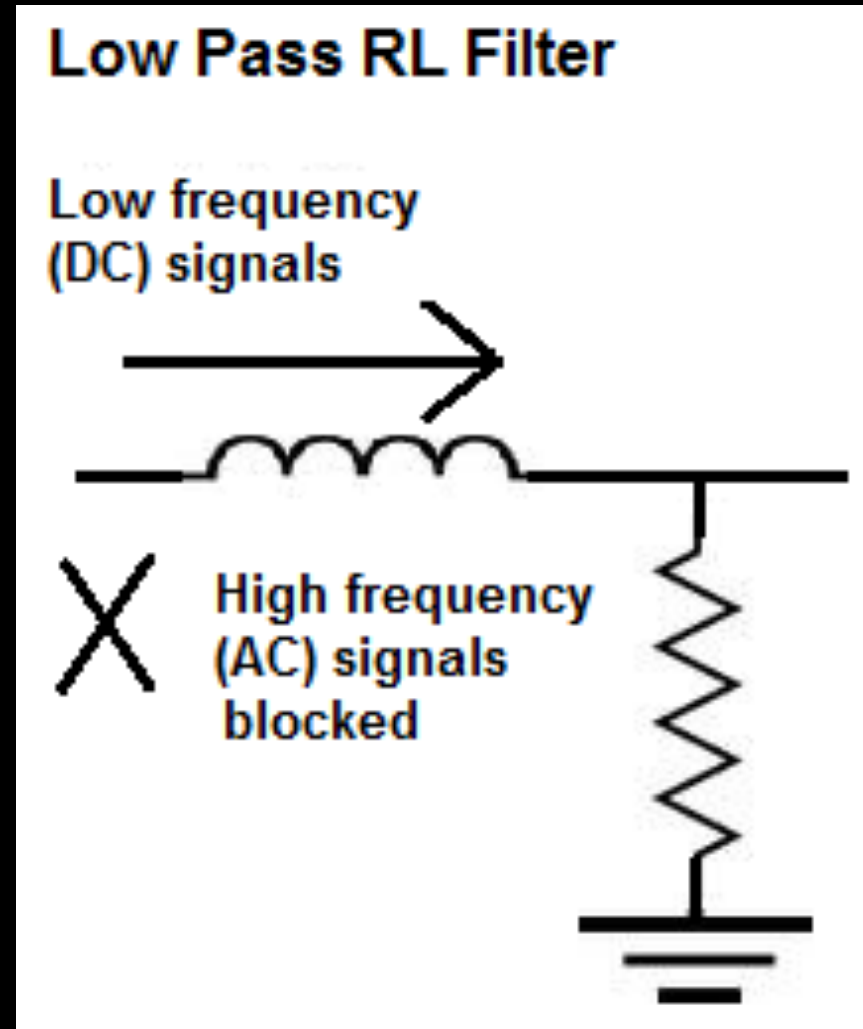 Low Pass RL Filter
Low frequency
(DC) signals
High frequency
(AC) signals
blocked